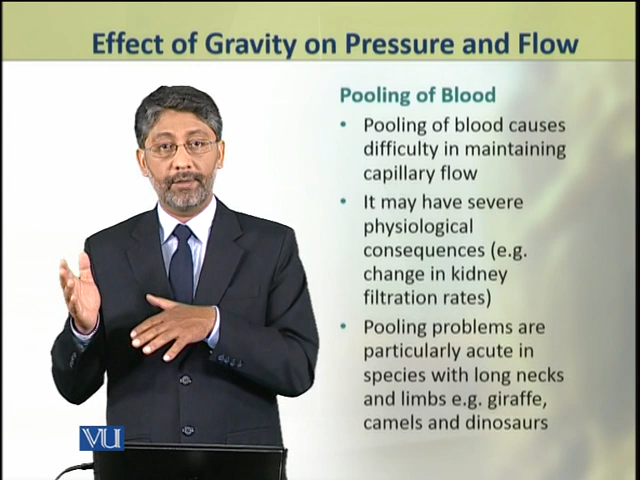 Effect of Gravity on Pressure and Flow
Pooling of Blood
• Pooling of blood causes
difficulty in maintaining
capillary flow
• It may have severe
physiological
consequences (e.g.
change in kidney
filtration rates)
• Pooling problems are
particularly acute in
species with long necks
and limbs e.g. giraffe,
camels and dinosaurs
VU